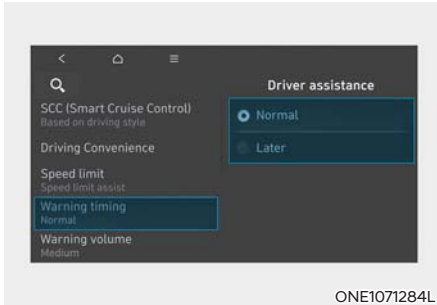 Driver assistance
SCC (Smart Cruise Control)
Based on driving style
Driving Convenience
Speed limit
Speed limit assist
Warning timing
Normal
Warning volume
Medium
Normal
Later
ONE1071284L